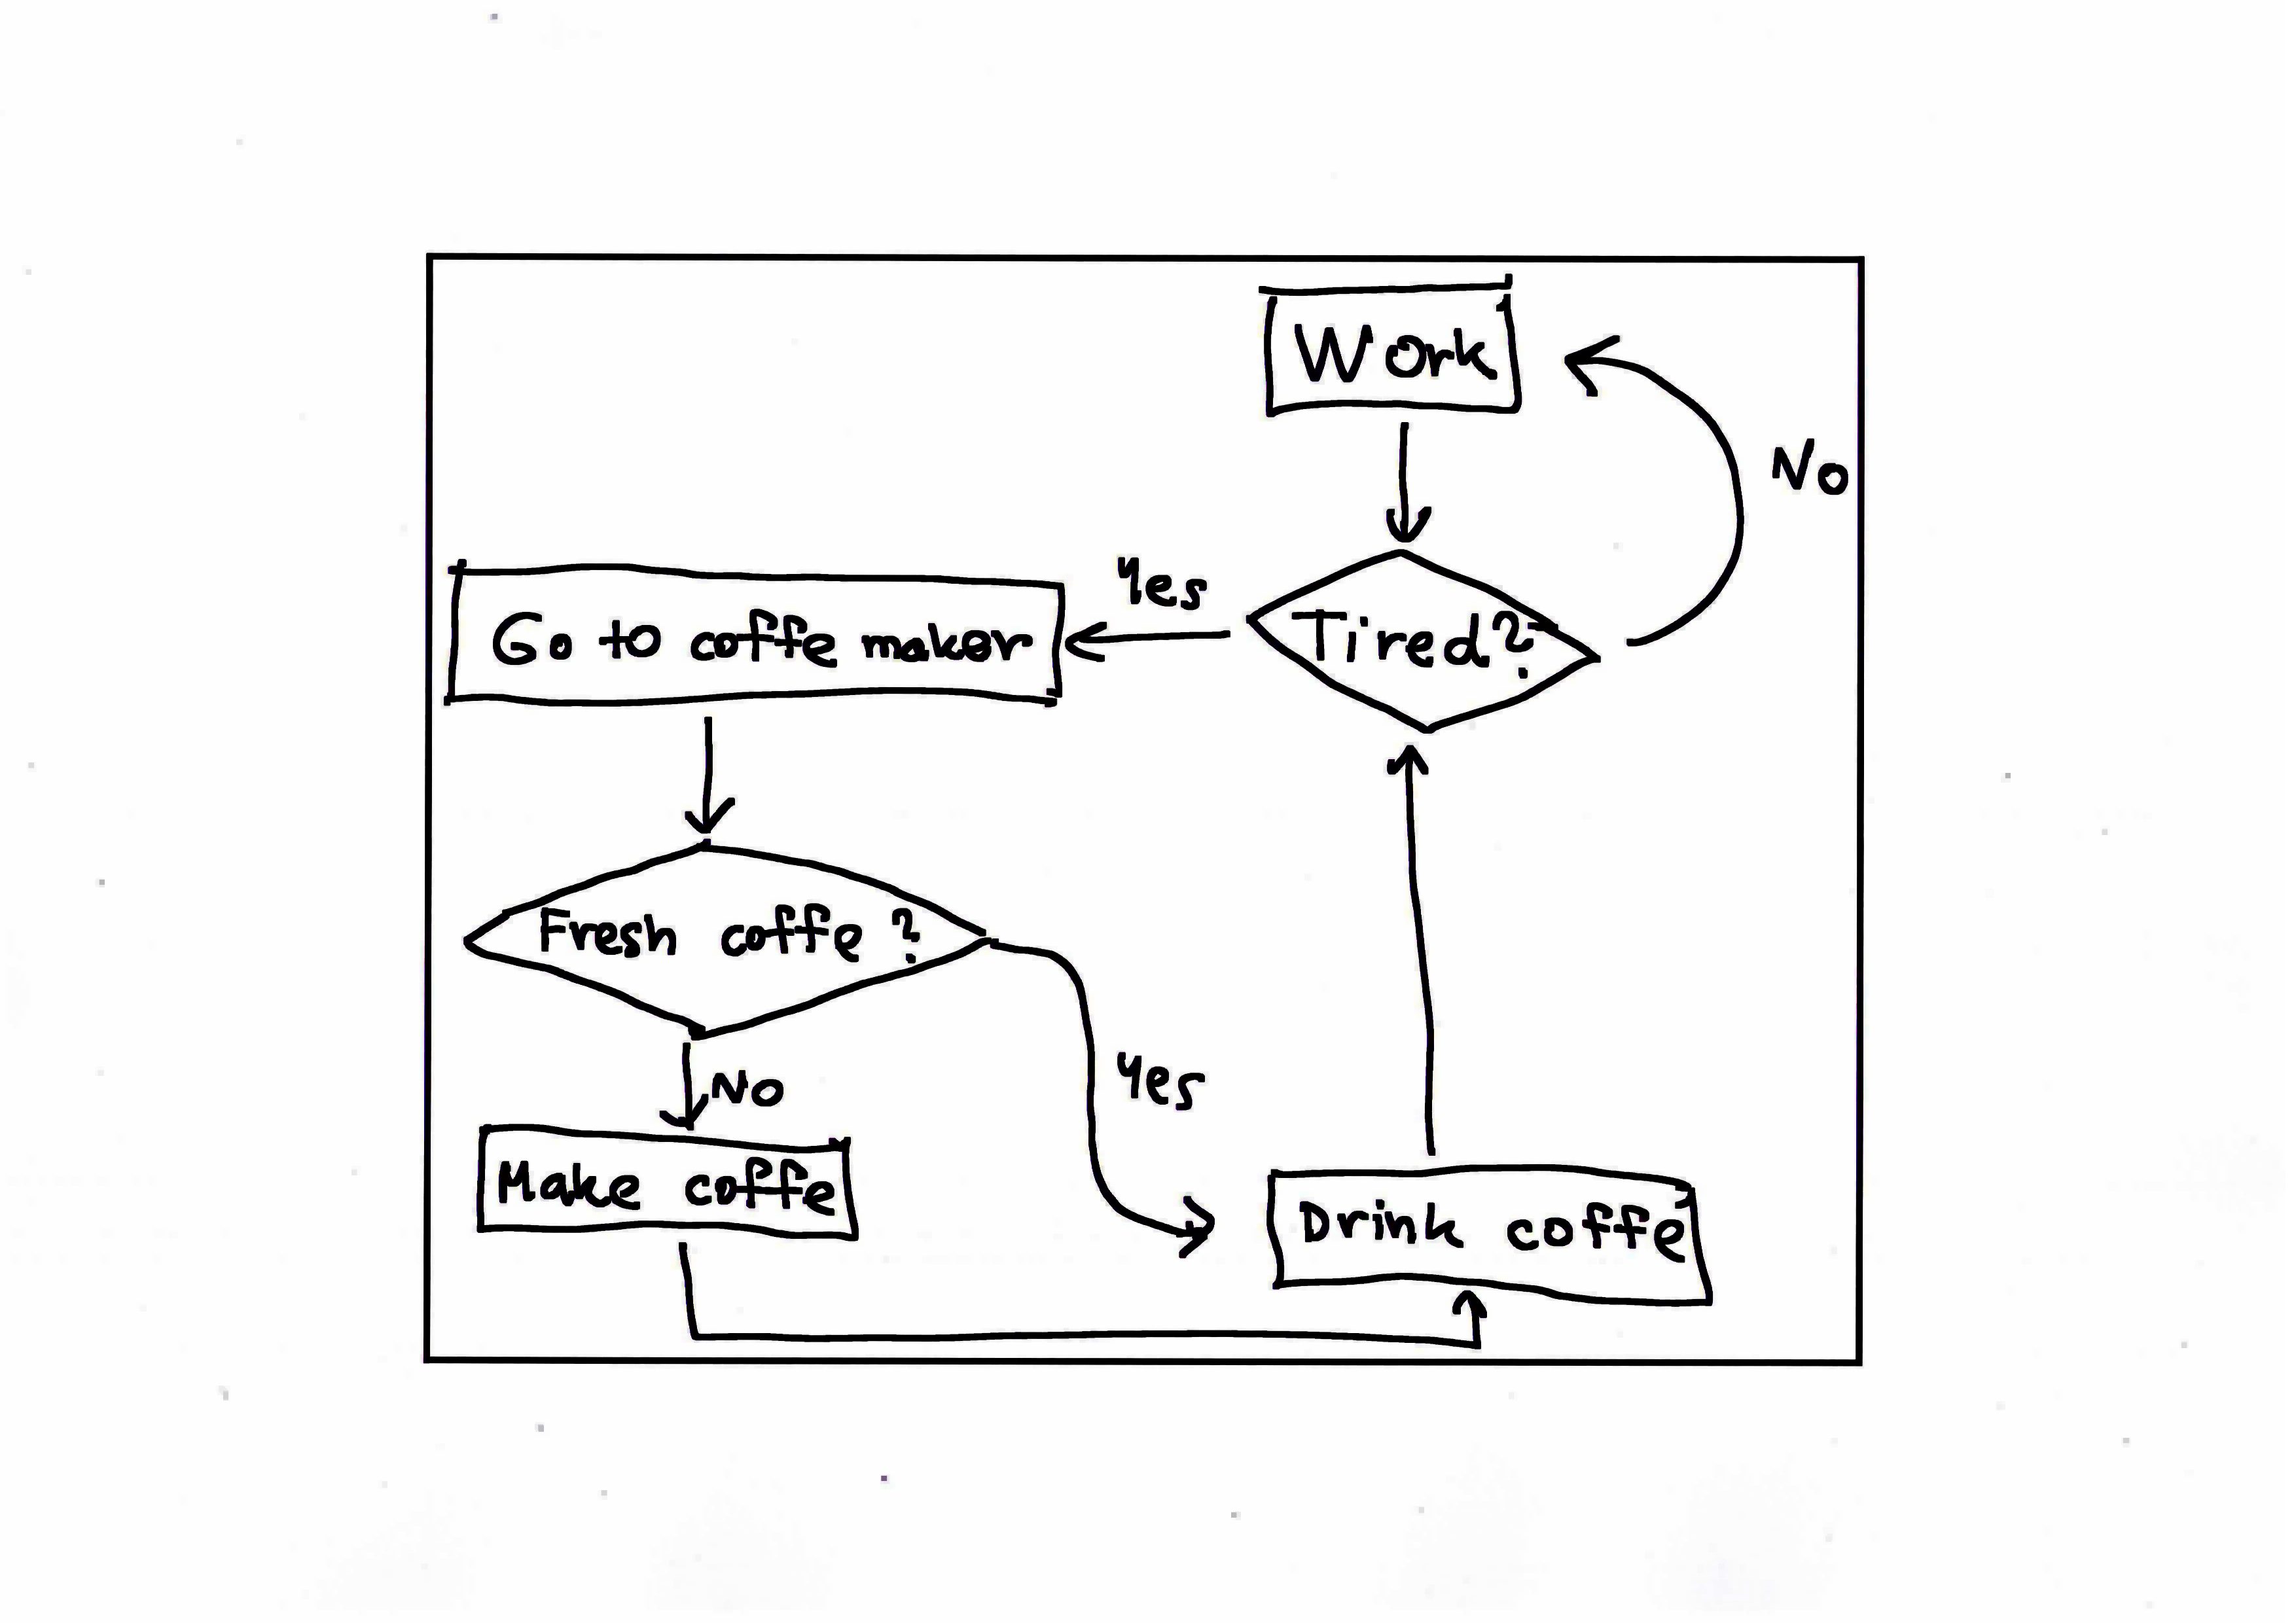 Work
No
Yes
Tired?
Go to coffe maker
Fresh coffe?
No
Yes
Make coffe
Drink coffe